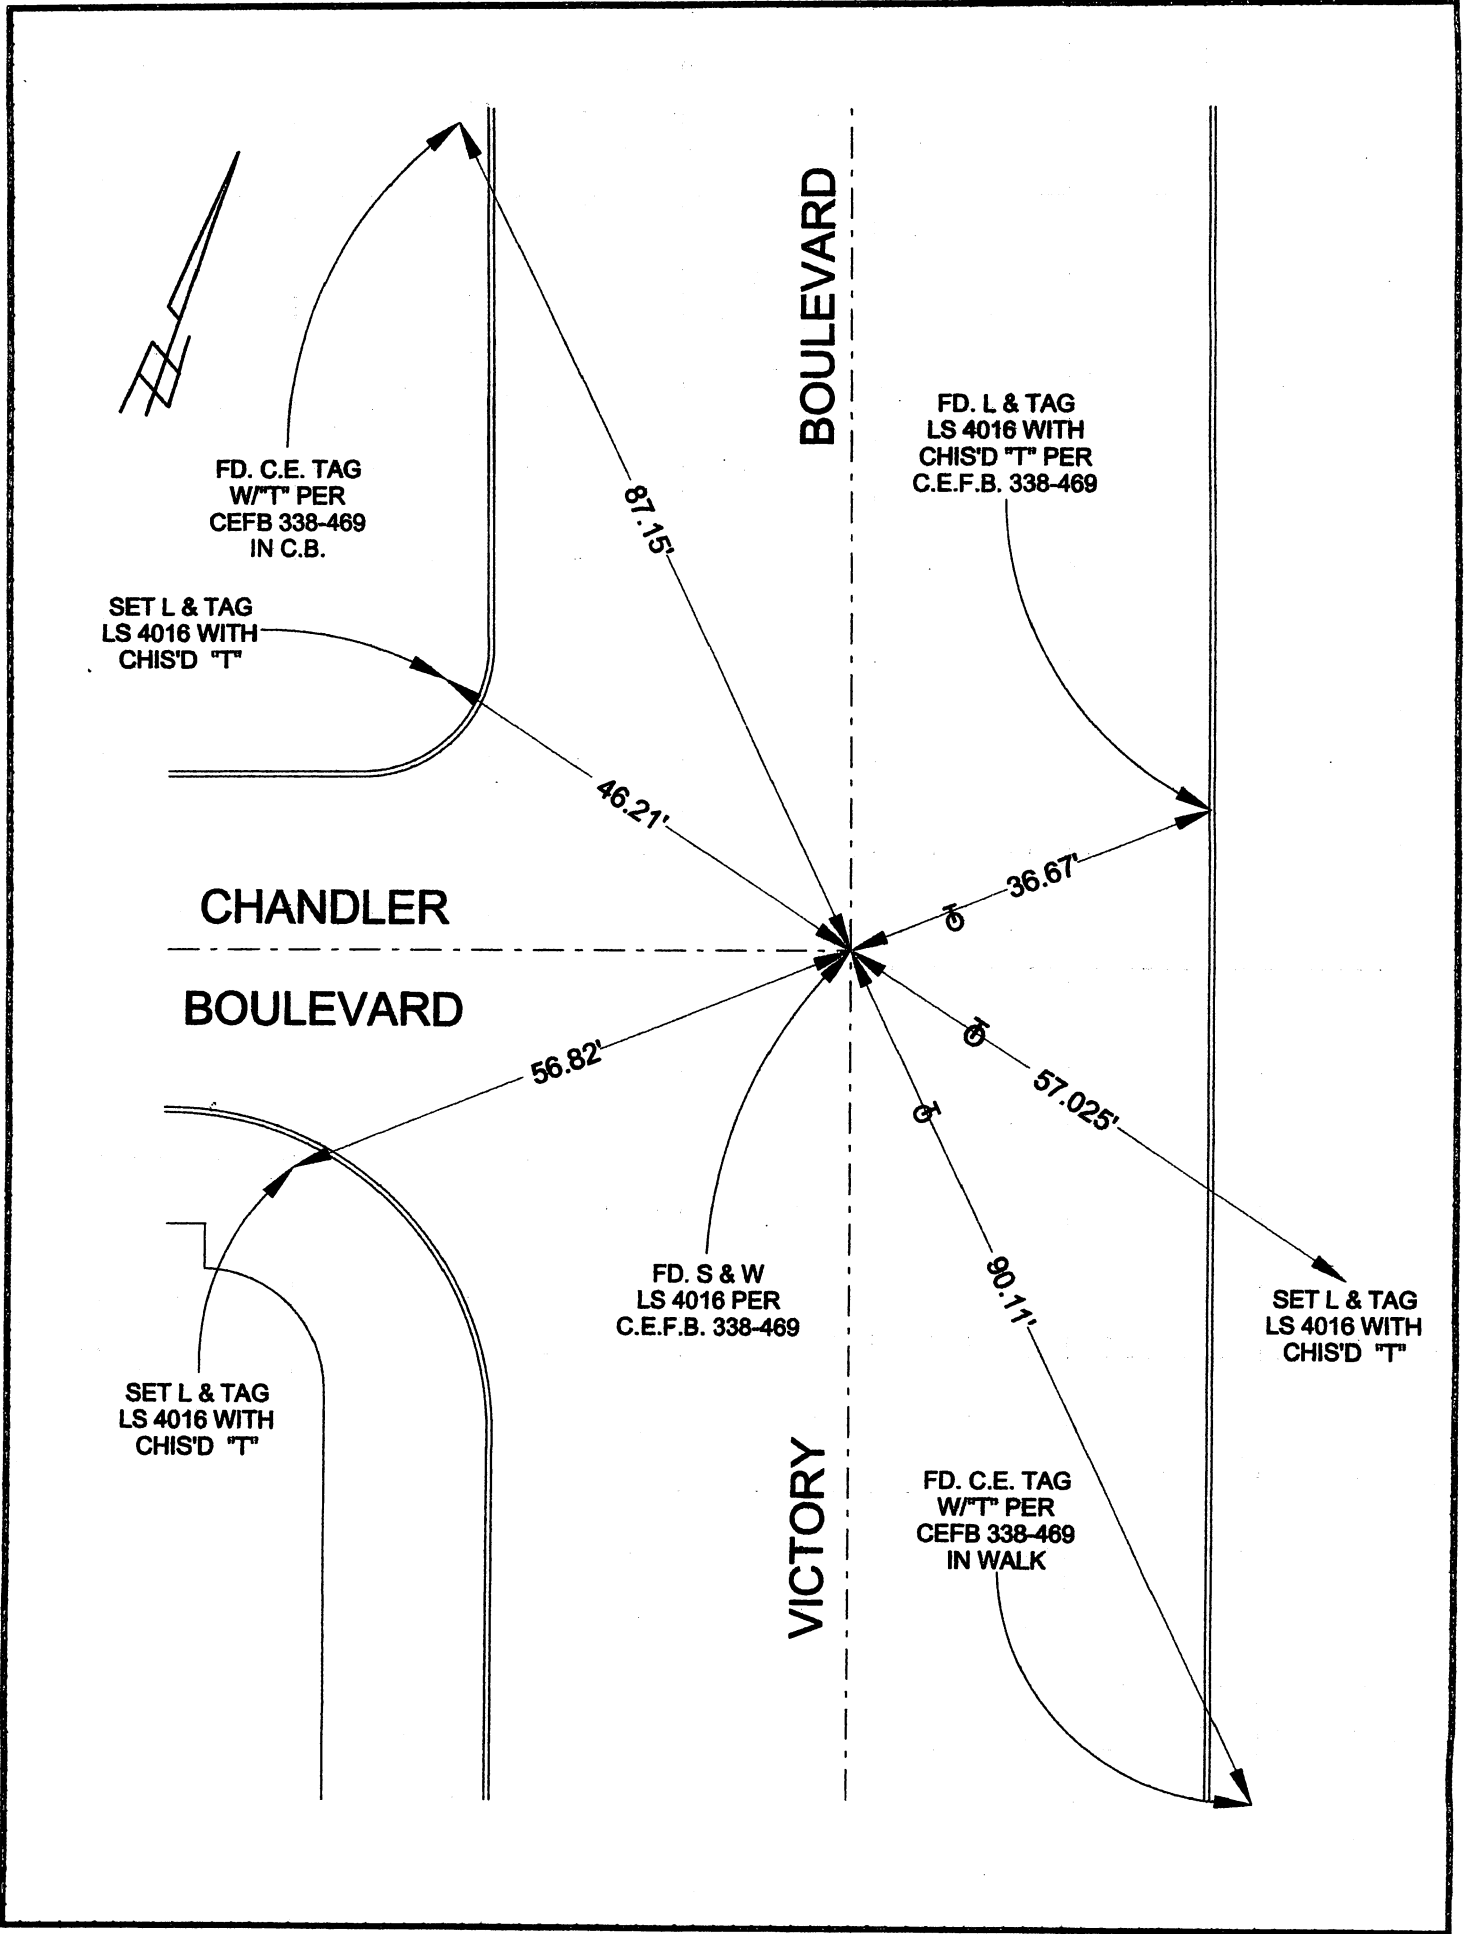 BOULEVARD
FD. L & TAG
LS 4016 WITH
CHIS'D "T" PER
C.E.F.B. 338-469
FD. C.E. TAG
W/"T" PER
CEFB 338-469
IN C.B.
87.15'
SET L & TAG
LS 4016 WITH
CHIS'D "T"
46.21'
36.67'
CHANDLER
BOULEVARD
56.82'
57.025'
FD. S & W
LS 4016 PER
C.E.F.B. 338-469
90.11'
SET L & TAG
LS 4016 WITH
CHIS'D "T"
SET L & TAG
LS 4016 WITH
CHIS'D "T"
VICTORY
FD. C.E. TAG
W/"T" PER
CEFB 338-469
IN WALK